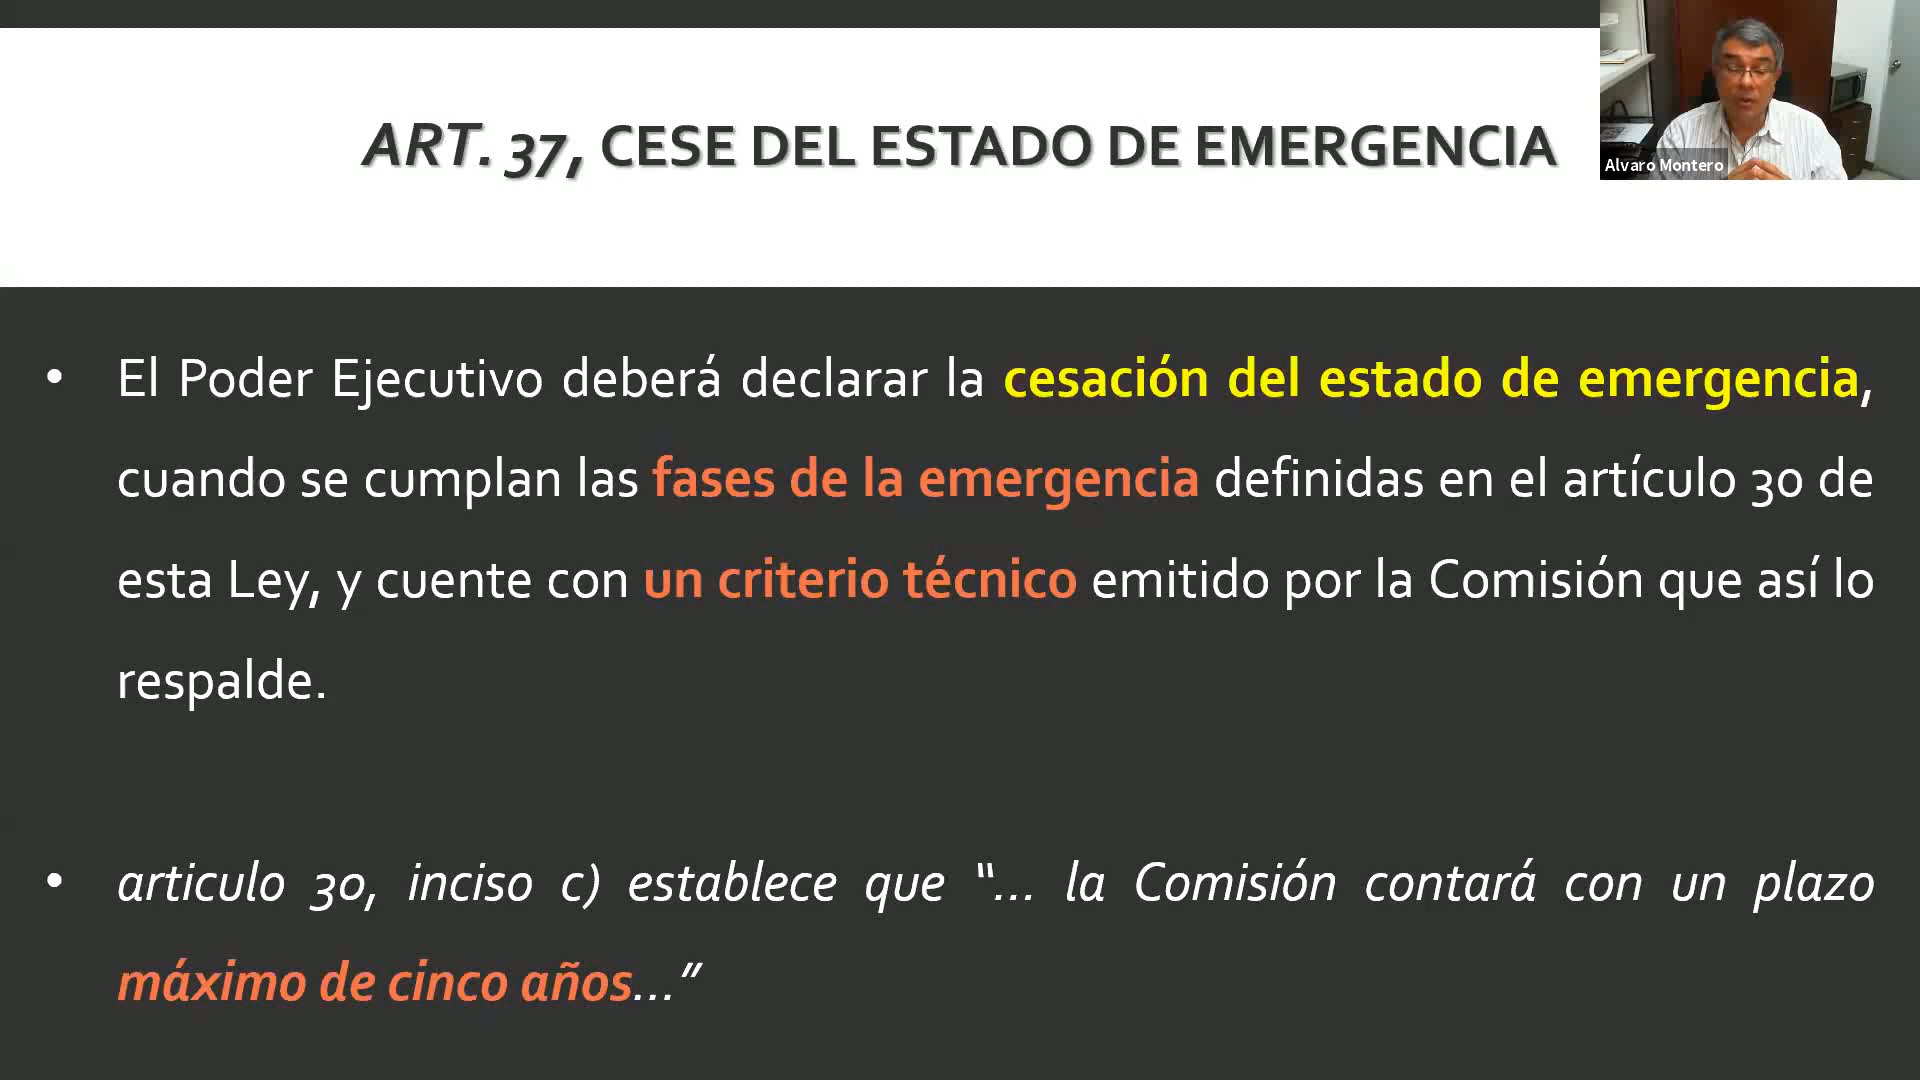 ART. 37, CESE DEL ESTADO DE EMERGENCIA
Alvaro Montero
• El Poder Ejecutivo deberá declarar la cesación del estado de emergencia,
cuando se cumplan las fases de la emergencia definidas en el artículo 30 de
esta Ley, y cuente con un criterio técnico emitido por la Comisión que así lo
respalde.
• articulo 30, inciso c) establece que “... la Comisión contará con un plazo
máximo de cinco años...”